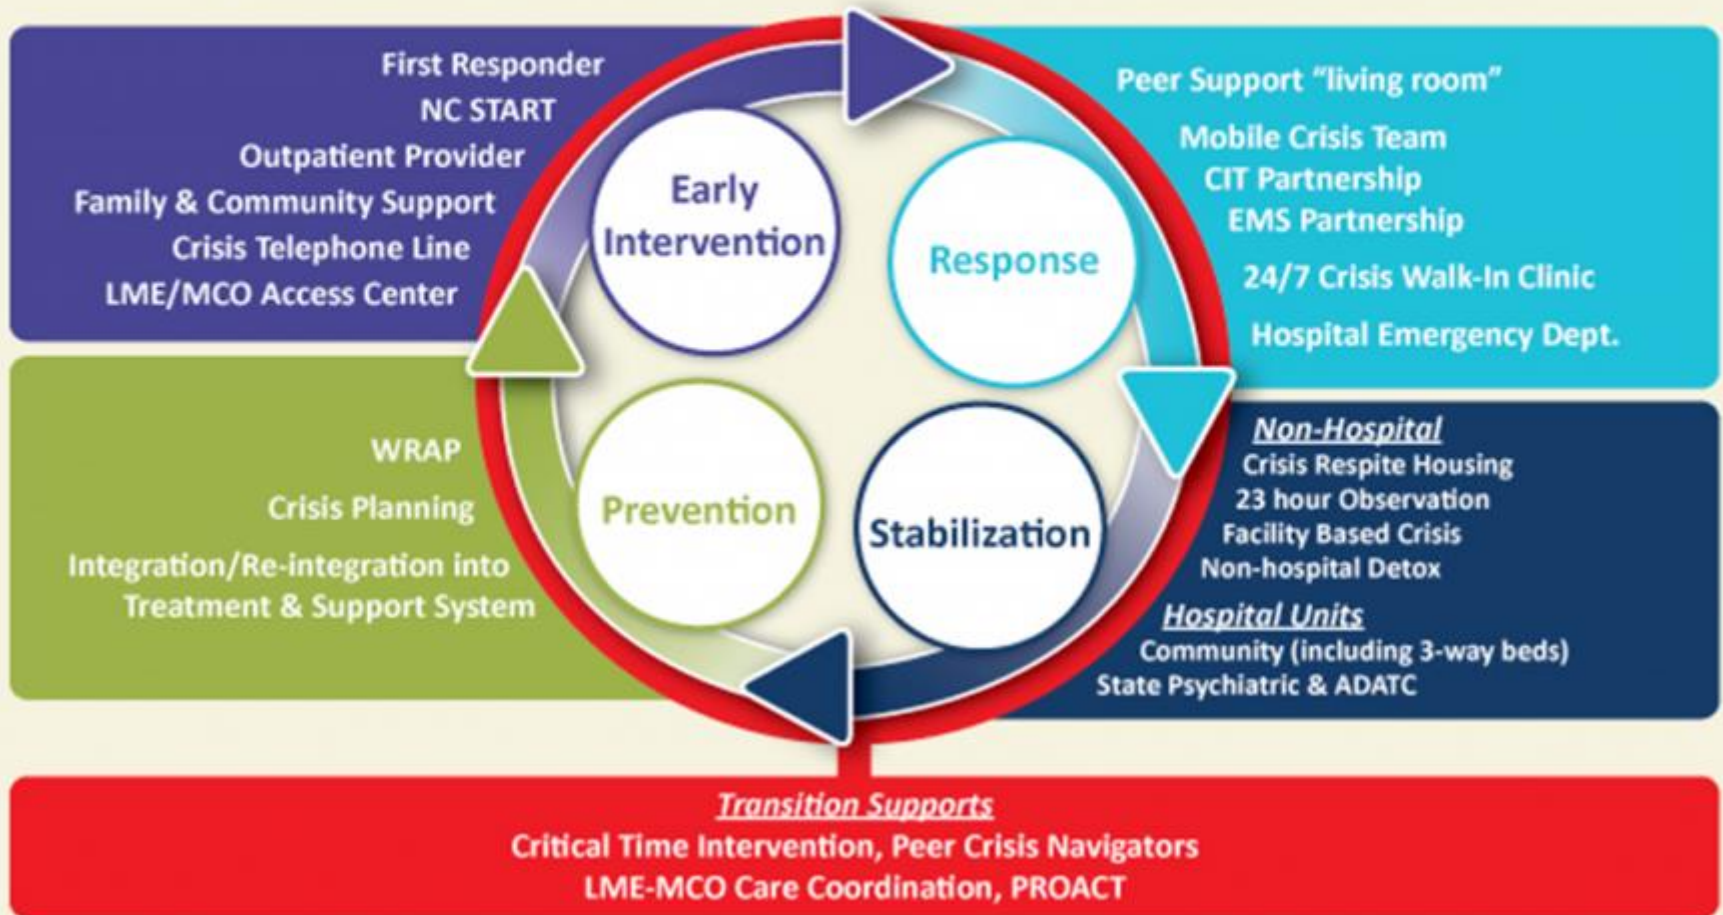 First Responder
NC START
Outpatient Provider
Family & Community Support
Crisis Telephone Line
LME/MCO Access Center
Early
Intervention
Response
Peer Support “living room”
Mobile Crisis Team
CIT Partnership
EMS Partnership
24/7 Crisis Walk-In Clinic
Hospital Emergency Dept.
WRAP
Crisis Planning
Integration/Re-integration into
Treatment & Support System
Prevention
Stabilization
Non-Hospital
Crisis Respite Housing
23 hour Observation
Facility Based Crisis
Non-hospital Detox
Hospital Units
Community (including 3-way beds)
State Psychiatric & ADATC
Transition Supports
Critical Time Intervention, Peer Crisis Navigators
LME-MCO Care Coordination, PROACT